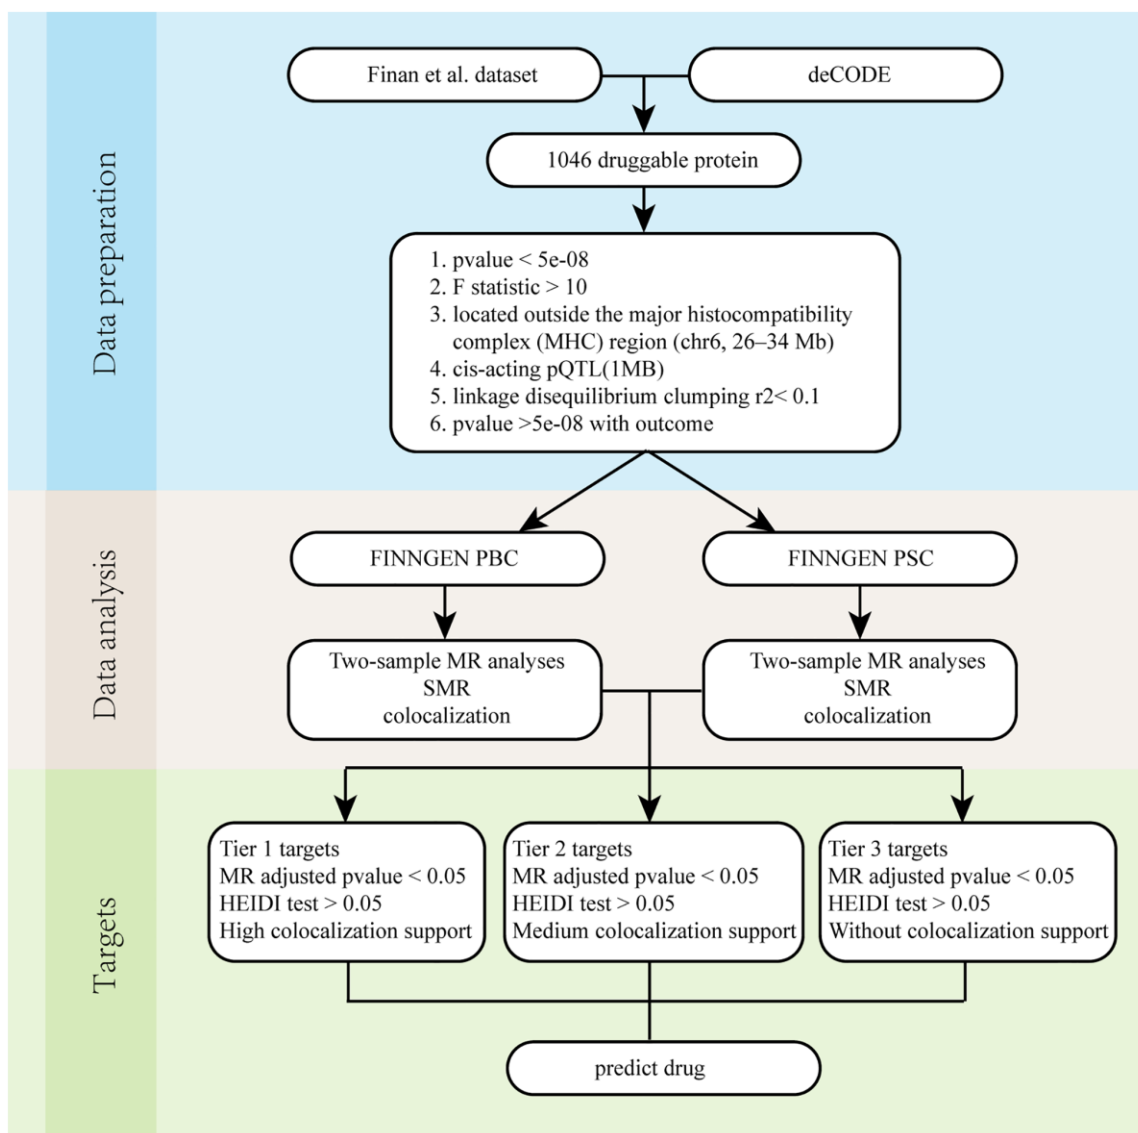 Data preparation
Finan et al. dataset
deCODE
1046 druggable protein
1. pvalue < 5e-08
2. F statistic > 10
3. located outside the major histocompatibility
complex (MHC) region (chr6, 26–34 Mb)
4. cis-acting pQTL(1MB)
5. linkage disequilibrium clumping r2< 0.1
6. pvalue >5e-08 with outcome
Data analysis
FINNGEN PBC
FINNGEN PSC
Two-sample MR analyses
SMR
colocalization
Two-sample MR analyses
SMR
colocalization
Targets
Tier 1 targets
MR adjusted pvalue < 0.05
HEIDI test > 0.05
High colocalization support
Tier 2 targets
MR adjusted pvalue < 0.05
HEIDI test > 0.05
Medium colocalization support
Tier 3 targets
MR adjusted pvalue < 0.05
HEIDI test > 0.05
Without colocalization support
predict drug